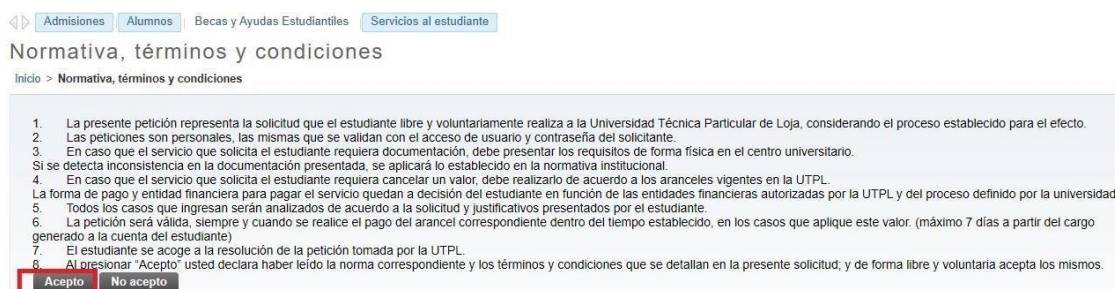 Admisiones Alumnos Becas y Ayudas Estudiantiles Servicios al estudiante
Normativa, términos y condiciones
Inicio > Normativa, términos y condiciones
1. La presente petición representa la solicitud que el estudiante libre y voluntariamente realiza a la Universidad Técnica Particular de Loja, considerando el proceso establecido para el efecto.
2. Las peticiones son personales, las mismas que se validan con el acceso de usuario y contraseña del solicitante.
3. En caso que el servicio que solicita el estudiante requiera documentación, debe presentar los requisitos de forma física en el centro universitario.
Si se detecta inconsistencia en la documentación presentada, se aplicará lo establecido en la normativa institucional.
4. En caso que el servicio que solicita el estudiante requiera cancelar un valor, debe realizarlo de acuerdo a los aranceles vigentes en la UTPL.
La forma de pago y entidad financiera para pagar el servicio quedan a decisión del estudiante en función de las entidades financieras autorizadas por la UTPL y del proceso definido por la universidad
5. Todos los casos que ingresan serán analizados de acuerdo a la solicitud y justificativos presentados por el estudiante.
6. La petición será válida, siempre y cuando se realice el pago del arancel correspondiente dentro del tiempo establecido, en los casos que aplique este valor. (máximo 7 días a partir del cargo
generado a la cuenta del estudiante)
7. El estudiante se acoge a la resolución de la petición tomada por la UTPL.
8. Al presionar “Acepto” usted declara haber leído la norma correspondiente y los términos y condiciones que se detallan en la presente solicitud; y de forma libre y voluntaria acepta los mismos.
Acepto No acepto